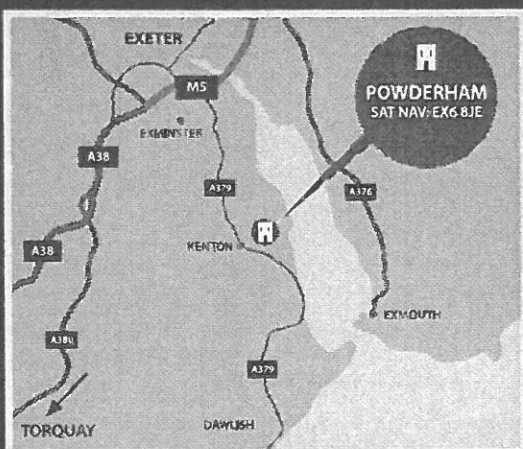 EXETER
M5
POWDERHAM
SAT NAV: EX6 8JE
EXMINSTER
A38
A379
A376
A38
KENTON
EXMOUTH
A380
A379
TORQUAY
DAWLISH